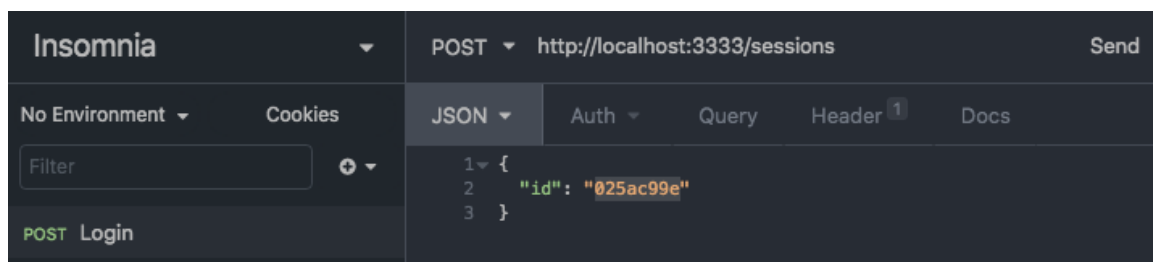 Insomnia
POST http://localhost:3333/sessions Send
No Environment Cookies
JSON Auth Query Header 1 Docs
Filter
1 {
2 "id": "025ac99e"
3 }
POST Login